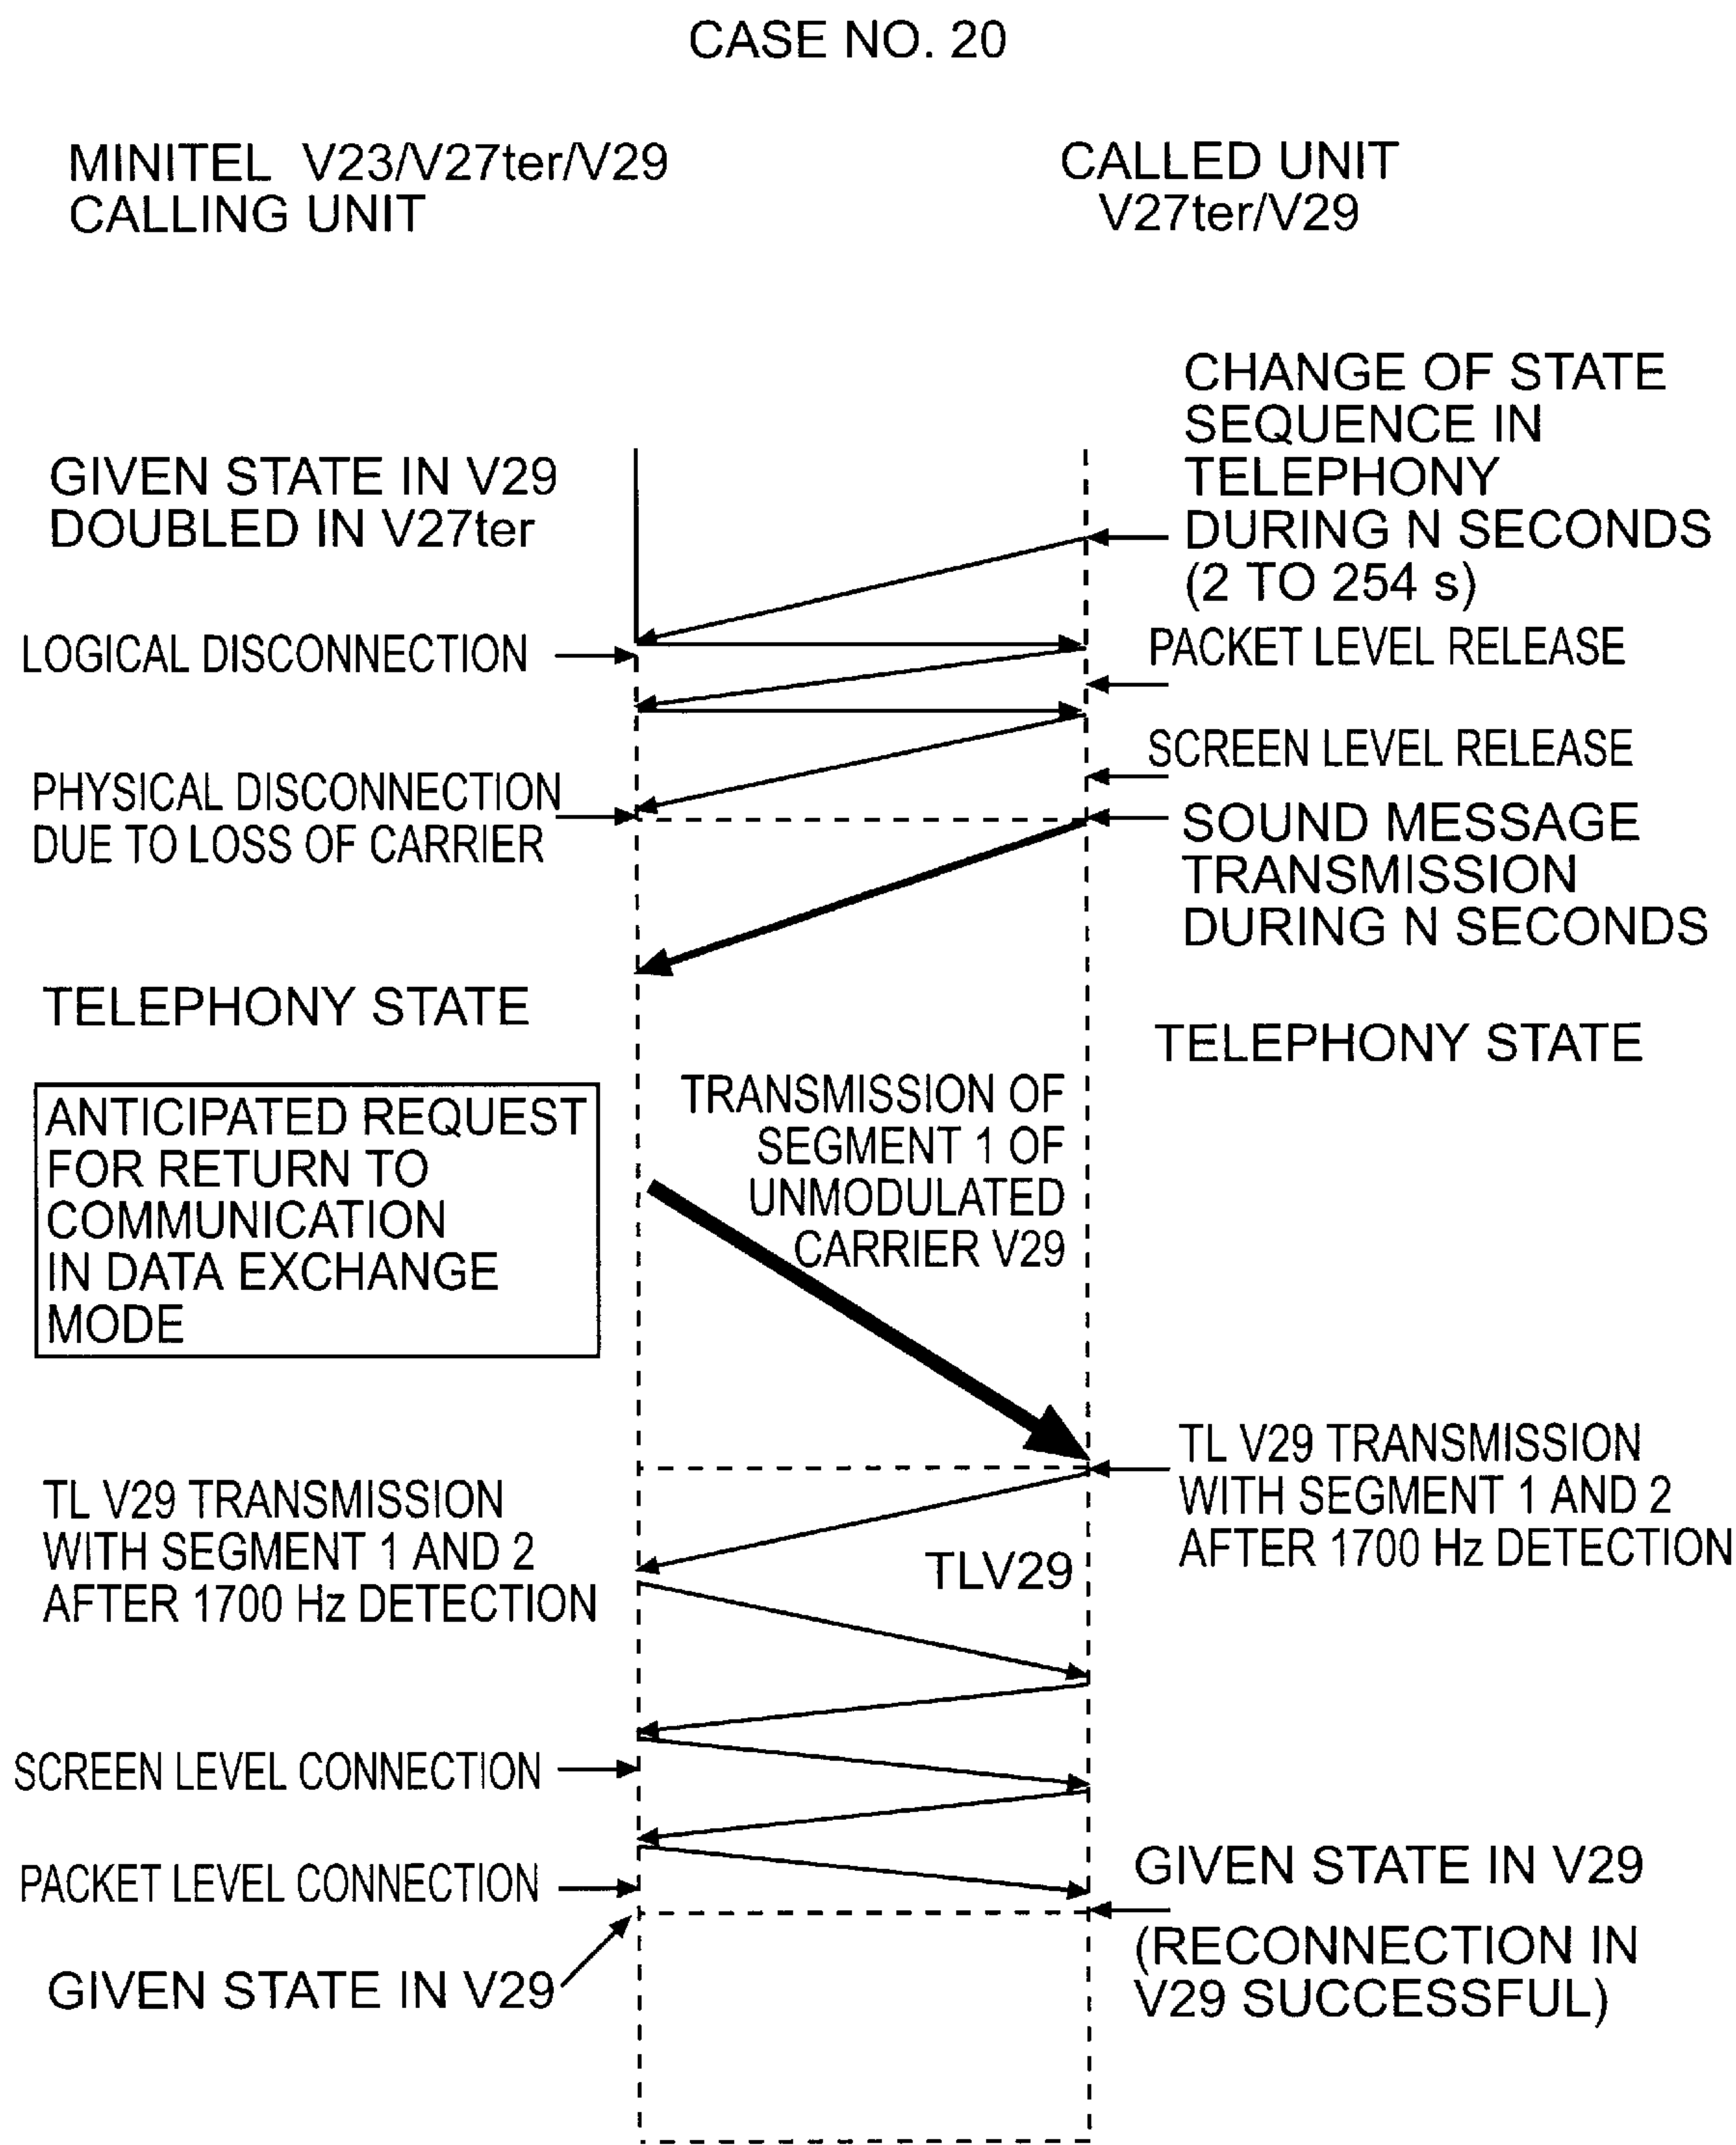 CASE NO. 20
MINITEL V23/V27ter/V29
CALLING UNIT
CALLED UNIT
V27ter/V29
CHANGE OF STATE
SEQUENCE IN
TELEPHONY
DURING N SECONDS
(2 TO 254 s)
GIVEN STATE IN V29
DOUBLED IN V27ter
LOGICAL DISCONNECTION
PACKET LEVEL RELEASE
SCREEN LEVEL RELEASE
PHYSICAL DISCONNECTION
DUE TO LOSS OF CARRIER
SOUND MESSAGE
TRANSMISSION
DURING N SECONDS
TELEPHONY STATE
TELEPHONY STATE
ANTICIPATED REQUEST
FOR RETURN TO
COMMUNICATION
IN DATA EXCHANGE
MODE
TRANSMISSION OF
SEGMENT 1 OF
UNMODULATED
CARRIER V29
TL V29 TRANSMISSION
WITH SEGMENT 1 AND 2
AFTER 1700 Hz DETECTION
TL V29 TRANSMISSION
WITH SEGMENT 1 AND 2
AFTER 1700 Hz DETECTION
TLV29
SCREEN LEVEL CONNECTION
PACKET LEVEL CONNECTION
GIVEN STATE IN V29
GIVEN STATE IN V29
(RECONNECTION IN
V29 SUCCESSFUL)